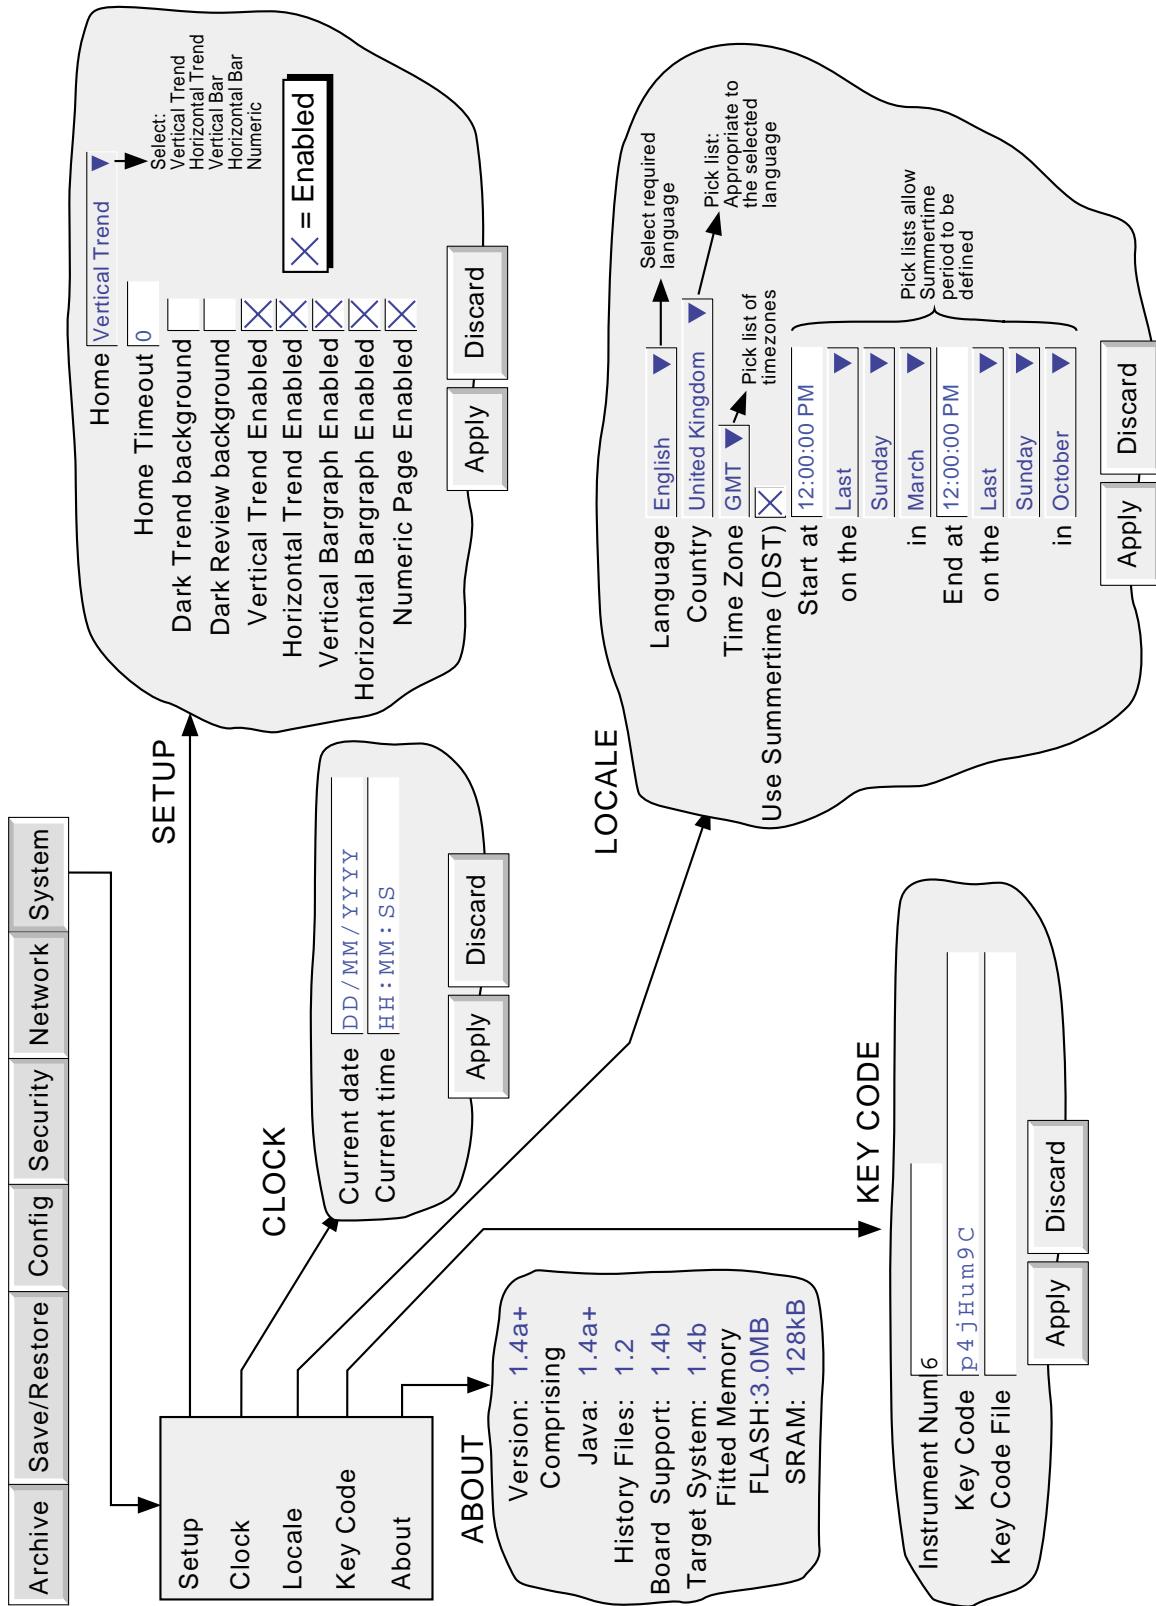 Archive
Save/Restore
Config
Security
Network
System
Setup
Clock
Locale
Key Code
About
SETUP
Home Vertical Trend
Home Timeout 0
Dark Trend background
Dark Review background
Vertical Trend Enabled
Horizontal Trend Enabled
Vertical Bargraph Enabled
Horizontal Bargraph Enabled
Numeric Page Enabled
Apply
Discard
Select:
Vertical Trend
Horizontal Trend
Vertical Bar
Horizontal Bar
Numeric
= Enabled
CLOCK
Current date DD/MM/YYYY
Current time HH:MM:SS
Apply
Discard
LOCALE
Language English
Country United Kingdom
Time Zone GMT
Use Summertime (DST)
Start at 12:00:00 PM
on the Last
Sunday
in March
End at 12:00:00 PM
on the Last
Sunday
in October
Apply
Discard
Select required
language
Pick list:
Appropriate to
the selected
language
Pick list of
timezones
Pick lists allow
Summertime
period to be
defined
ABOUT
Version: 1.4a+
Comprising
Java: 1.4a+
History Files: 1.2
Board Support: 1.4b
Target System: 1.4b
Fitted Memory
FLASH:3.0MB
SRAM: 128kB
KEY CODE
Instrument Num 6
Key Code p4jHum9C
Key Code File
Apply
Discard